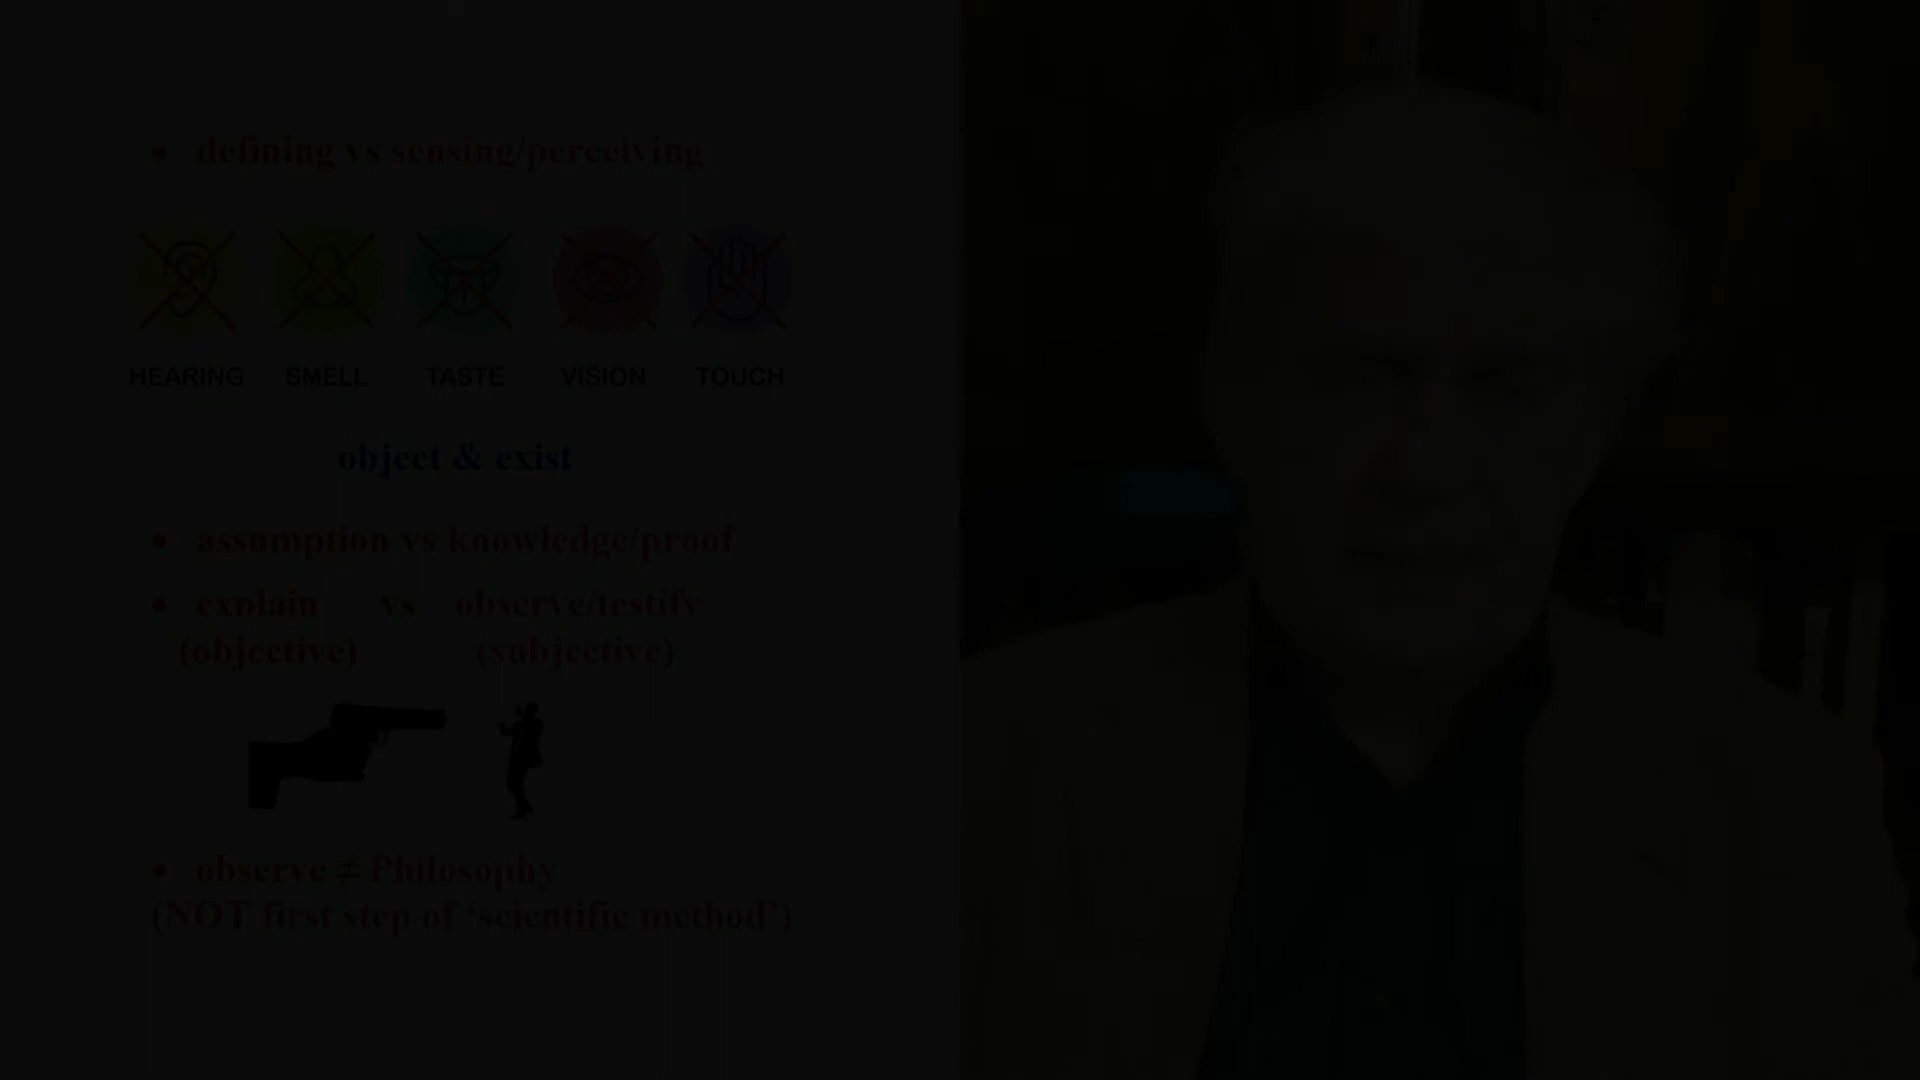 • defining vs sensing/perceiving
HEARING SMELL TASTE VISION TOUCH
object & exist
• assumption vs knowledge/proof
• explain vs observe/testify
(objective) (subjective)
• observe ≠ Philosophy
(NOT first step of ‘scientific method’)